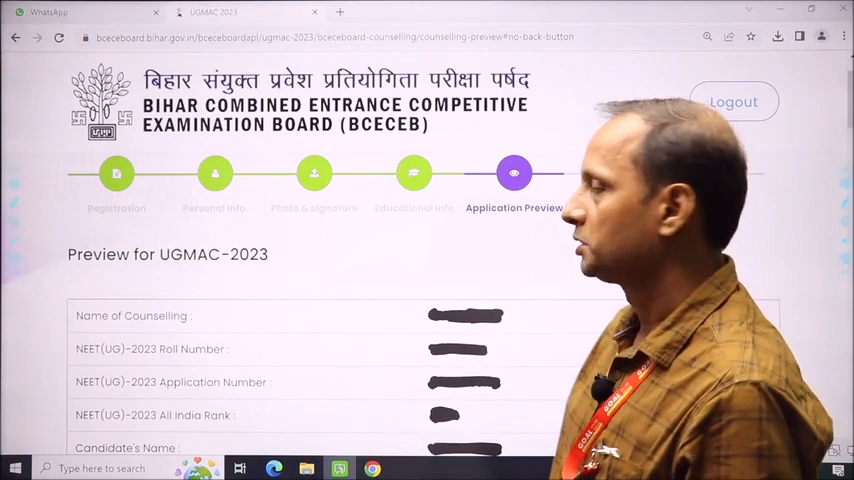 WhatsApp
UGMAC 2023
bceceboard.bihar.gov.in/bceceboardapl/ugmac-2023/bceceboard-counselling/counselling-preview#no-back-button
बिहार संयुक्त प्रवेश प्रतियोगिता परीक्षा पर्षद
BIHAR COMBINED ENTRANCE COMPETITIVE
EXAMINATION BOARD (BCECEB)
Logout
Registration
Personal Info.
Photo & signature
Educational Info
Application Preview
Preview for UGMAC-2023
Name of Counselling :
NEET(UG)-2023 Roll Number :
NEET(UG)-2023 Application Number :
NEET(UG)-2023 All India Rank :
Candidate's Name :
GOAL
GOAL
Type here to search